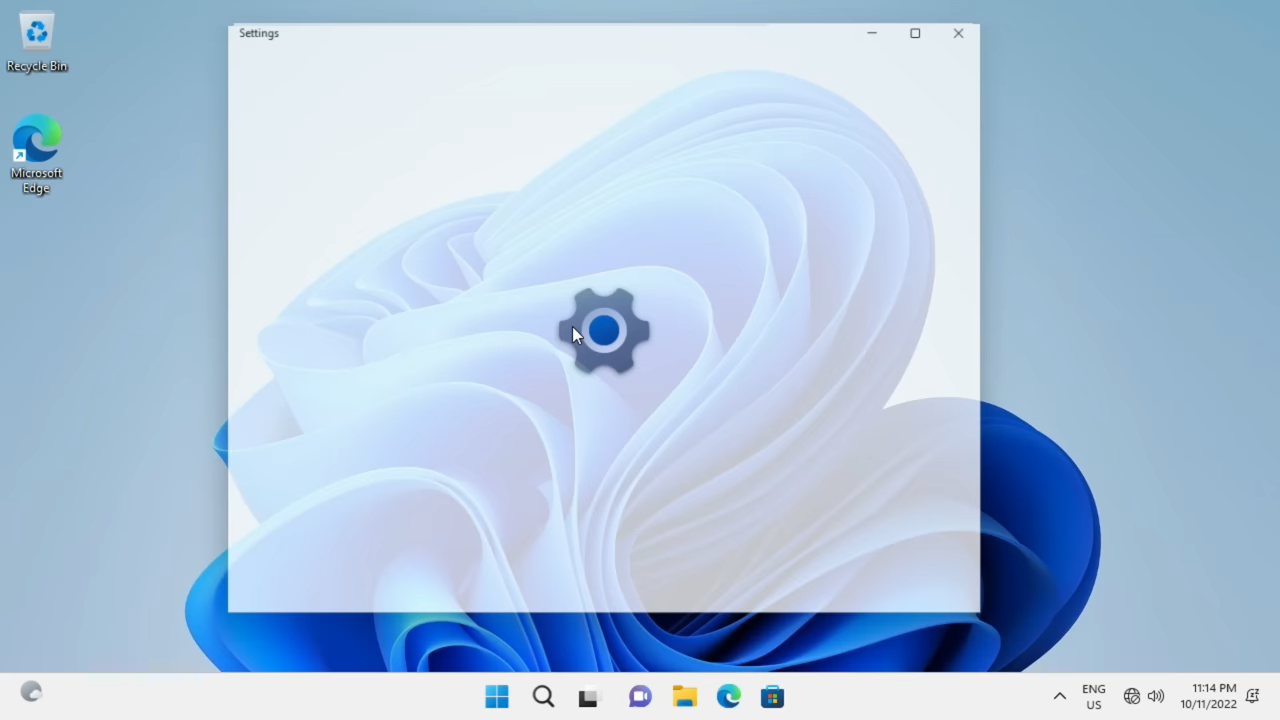 Settings
Recycle Bin
Microsoft
Edge
ENG
US
11:14 PM
10/11/2022